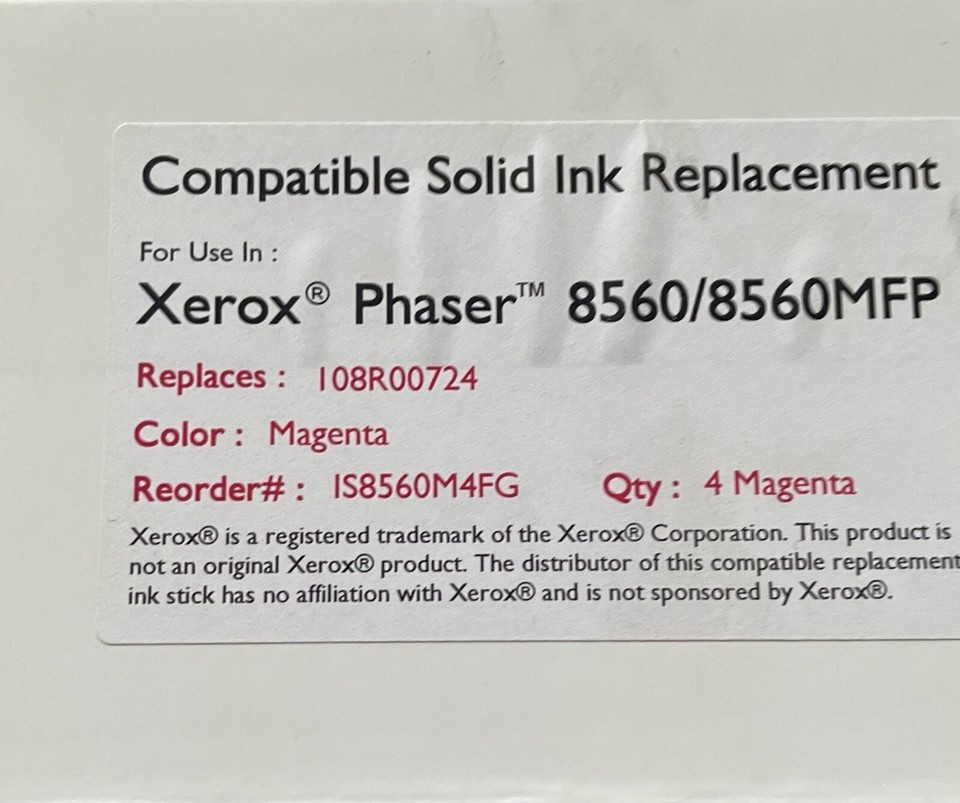 Compatible Solid Ink Replacement
For Use In :
Xerox® Phaser™ 8560/8560MFP
Replaces : 108R00724
Color : Magenta
Reorder# : IS8560M4FG Qty : 4 Magenta
Xerox® is a registered trademark of the Xerox® Corporation. This product is
not an original Xerox® product. The distributor of this compatible replacement
ink stick has no affiliation with Xerox® and is not sponsored by Xerox®.